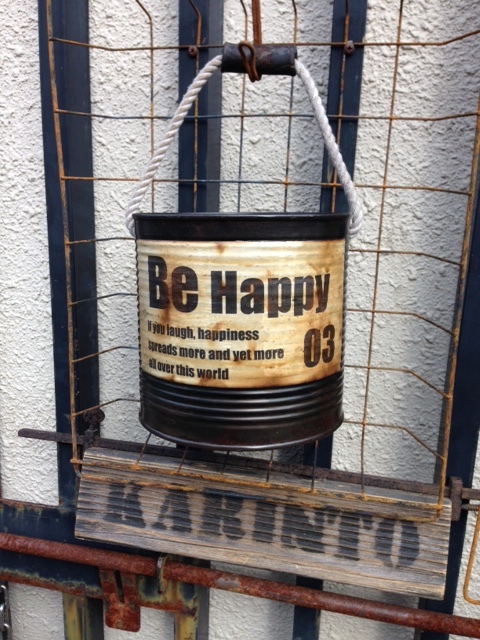 Be Happy
If you laugh, happiness
spreads more and yet more
all over this world
03
KARINTO